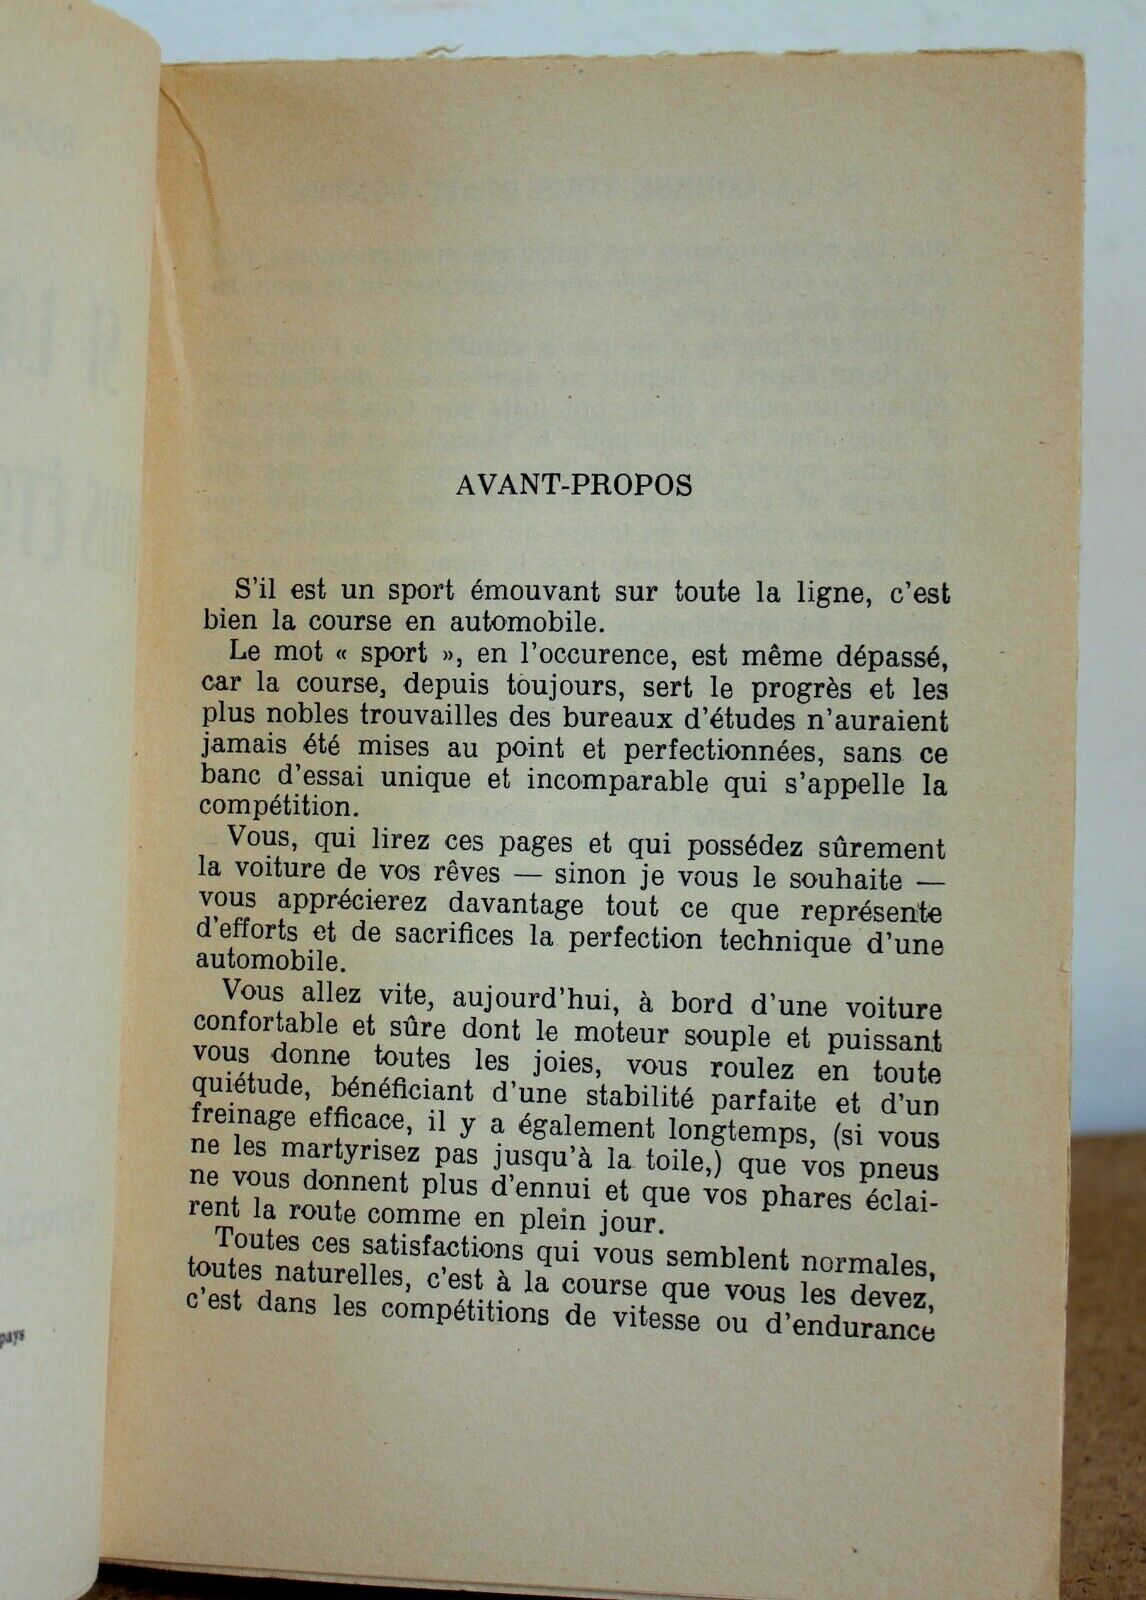 AVANT-PROPOS
S'il est un sport émouvant sur toute la ligne, c'est
bien la course en automobile.
Le mot « sport », en l'occurence, est même dépassé,
car la course, depuis toujours, sert le progrès et les
plus nobles trouvailles des bureaux d'études n'auraient
jamais été mises au point et perfectionnées, sans ce
banc d'essai unique et incomparable qui s'appelle la
compétition.
Vous, qui lirez ces pages et qui possédez sûrement
la voiture de vos rêves — sinon je vous le souhaite —
vous apprécierez davantage tout ce que représente
d'efforts et de sacrifices la perfection technique d'une
automobile.
Vous allez vite, aujourd'hui, à bord d'une voiture
confortable et sûre dont le moteur souple et puissant
vous donne toutes les joies, vous roulez en toute
quiétude, bénéficiant d'une stabilité parfaite et d'un
freinage efficace, il y a également longtemps, (si vous
ne les martyrisez pas jusqu'à la toile,) que vos pneus
ne vous donnent plus d'ennui et que vos phares éclai-
rent la route comme en plein jour.
Toutes ces satisfactions qui vous semblent normales,
toutes naturelles, c'est à la course que vous les devez,
c'est dans les compétitions de vitesse ou d'endurance
pays